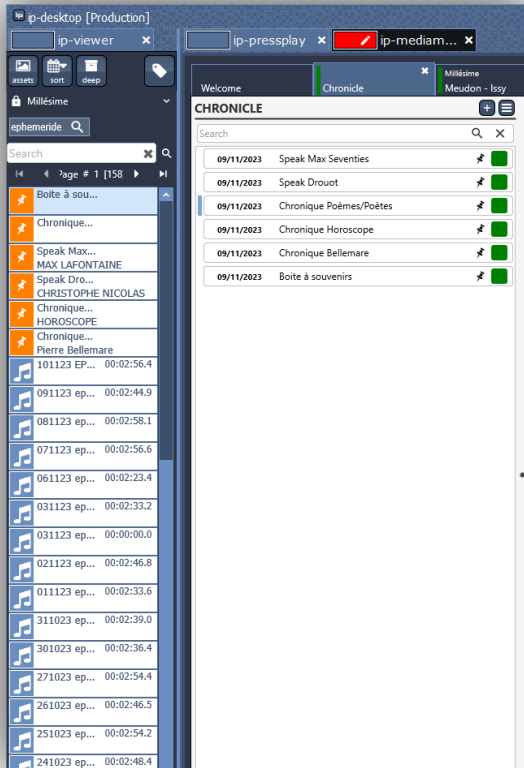 ip ip-desktop [Production]
ip-viewer × ip-pressplay × ip-mediam... ×
assets sort deep
Millésime
ephemeride
Search
Page # 1 [158
Boite à sou...
Chronique...
Speak Max...
MAX LAFONTAINE
Speak Dro...
CHRISTOPHE NICOLAS
Chronique...
HOROSCOPE
Chronique...
Pierre Bellemare
101123 EP... 00:02:56.4
091123 ep... 00:02:44.9
081123 ep... 00:02:58.1
071123 ep... 00:02:56.6
061123 ep... 00:02:23.4
031123 ep... 00:02:33.2
031123 ep... 00:00:00.0
021123 ep... 00:02:46.8
011123 ep... 00:02:33.6
311023 ep... 00:02:39.0
301023 ep... 00:02:36.4
271023 ep... 00:02:54.4
261023 ep... 00:02:46.5
251023 ep... 00:02:54.2
241023 ep... 00:02:48.4
Welcome
Chronicle ×
Millésime
Meudon - Issy
CHRONICLE
Search
09/11/2023 Speak Max Seventies
09/11/2023 Speak Drouot
09/11/2023 Chronique Poèmes/Poètes
09/11/2023 Chronique Horoscope
09/11/2023 Chronique Bellemare
09/11/2023 Boite à souvenirs